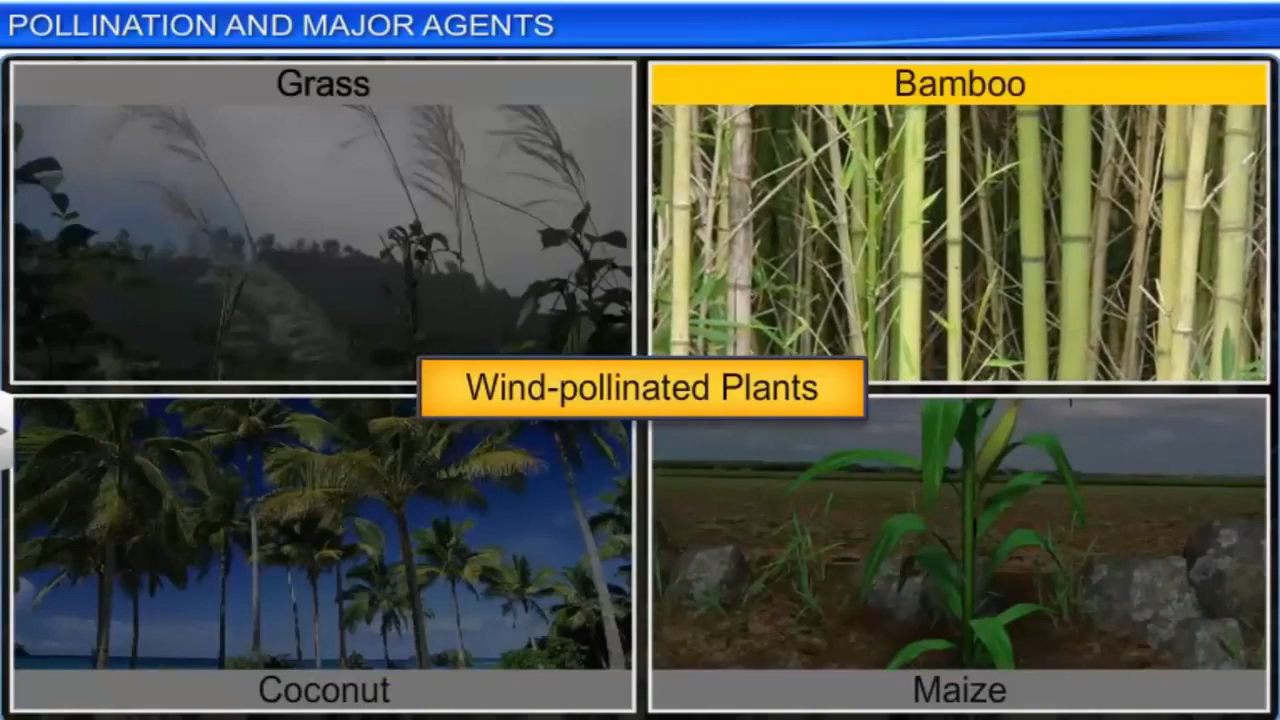 POLLINATION AND MAJOR AGENTS
Grass
Bamboo
Wind-pollinated Plants
Coconut
Maize